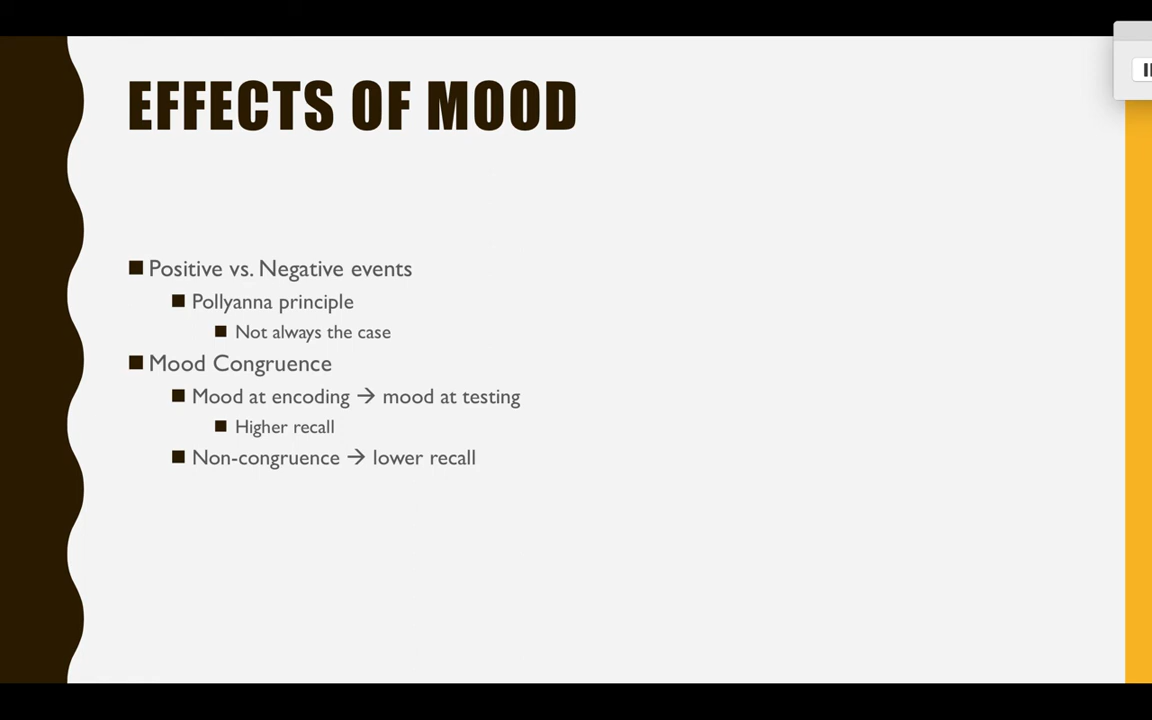 EFFECTS OF MOOD
Positive vs. Negative events
Pollyanna principle
Not always the case
Mood Congruence
Mood at encoding → mood at testing
Higher recall
Non-congruence → lower recall